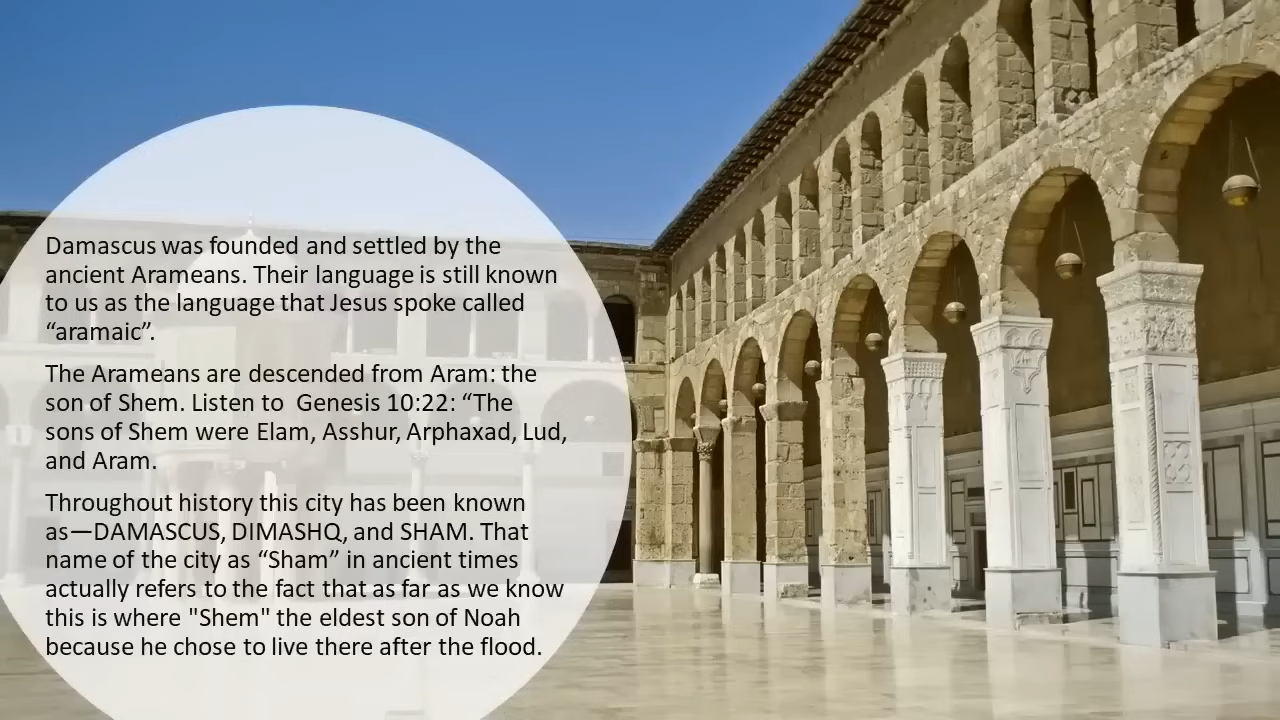 Damascus was founded and settled by the
ancient Arameans. Their language is still known
to us as the language that Jesus spoke called
“aramaic”.
The Arameans are descended from Aram: the
son of Shem. Listen to  Genesis 10:22: “The
sons of Shem were Elam, Asshur, Arphaxad, Lud,
and Aram.
Throughout history this city has been known
as—DAMASCUS, DIMASHQ, and SHAM. That
name of the city as “Sham” in ancient times
actually refers to the fact that as far as we know
this is where "Shem" the eldest son of Noah
because he chose to live there after the flood.